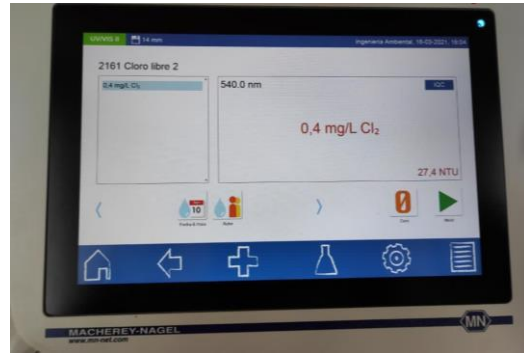 UV/VIS II 14 mm Ingeniería Ambiental, 18-03-2021, 16:04
2161 Cloro libre 2
0,4 mg/L Cl₂
540.0 nm IQC
0,4 mg/L Cl₂
27,4 NTU
10
0
MACHEREY-NAGEL
MN
www.mn-net.com